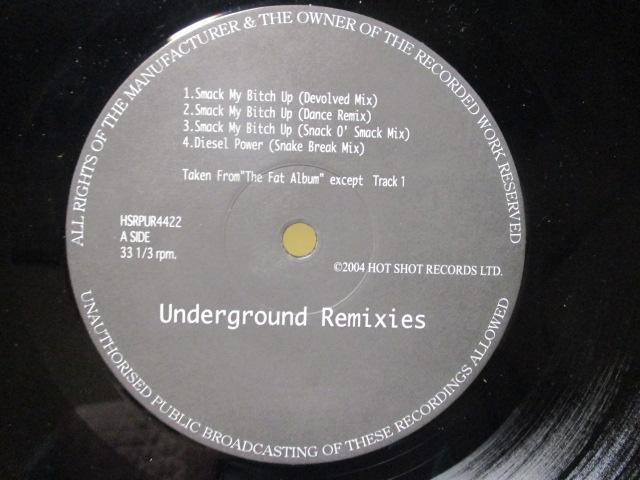 ALL RIGHTS OF THE MANUFACTURER & THE OWNER OF THE RECORDED WORK RESERVED
1.Smack My Bitch Up (Devolved Mix)
2.Smack My Bitch Up (Dance Remix)
3.Smack My Bitch Up (Snack O' Smack Mix)
4.Diesel Power (Snake Break Mix)
Taken From"The Fat Album" except Track 1
HSRPUR4422
A SIDE
33 1/3 rpm.
©2004 HOT SHOT RECORDS LTD.
Underground Remixies
UNAUTHORISED PUBLIC BROADCASTING OF THESE RECORDINGS ALLOWED